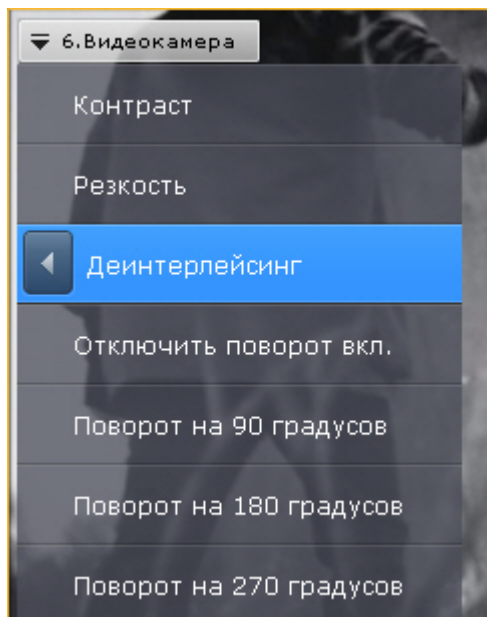 6.Видеокамера
Контраст
Резкость
Деинтерлейсинг
Отключить поворот вкл.
Поворот на 90 градусов
Поворот на 180 градусов
Поворот на 270 градусов